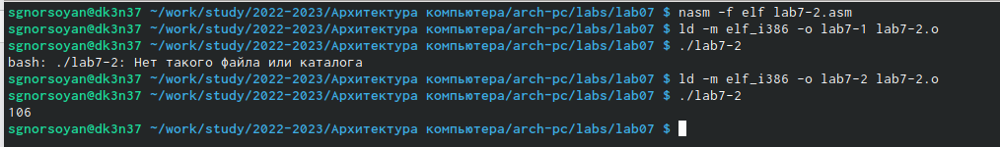 sgnorsoyan@dk3n37 ~/work/study/2022-2023/Архитектура компьютера/arch-pc/labs/lab07 $ nasm -f elf lab7-2.asm
sgnorsoyan@dk3n37 ~/work/study/2022-2023/Архитектура компьютера/arch-pc/labs/lab07 $ ld -m elf_i386 -o lab7-1 lab7-2.o
sgnorsoyan@dk3n37 ~/work/study/2022-2023/Архитектура компьютера/arch-pc/labs/lab07 $ ./lab7-2
bash: ./lab7-2: Нет такого файла или каталога
sgnorsoyan@dk3n37 ~/work/study/2022-2023/Архитектура компьютера/arch-pc/labs/lab07 $ ld -m elf_i386 -o lab7-2 lab7-2.o
sgnorsoyan@dk3n37 ~/work/study/2022-2023/Архитектура компьютера/arch-pc/labs/lab07 $ ./lab7-2
106
sgnorsoyan@dk3n37 ~/work/study/2022-2023/Архитектура компьютера/arch-pc/labs/lab07 $